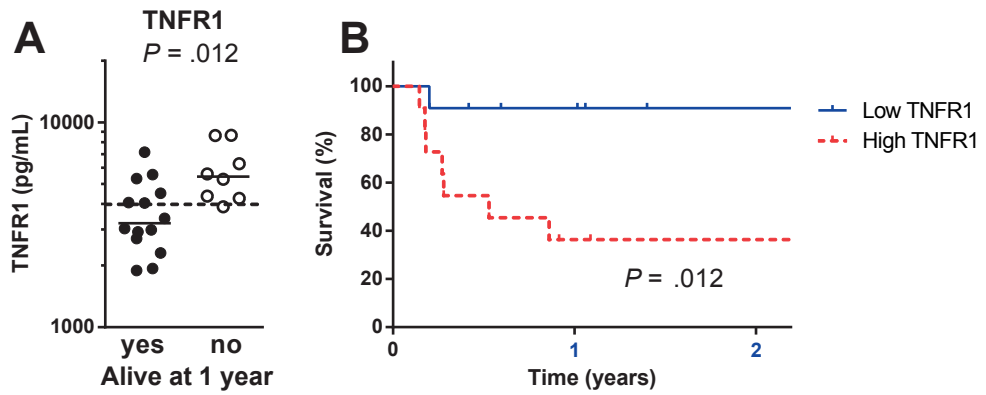 A
TNFR1
P = .012
TNFR1 (pg/mL)
10000
1000
yes no
Alive at 1 year
B
Survival (%)
100
80
60
40
20
0
P = .012
0 1 2
Time (years)
Low TNFR1
High TNFR1